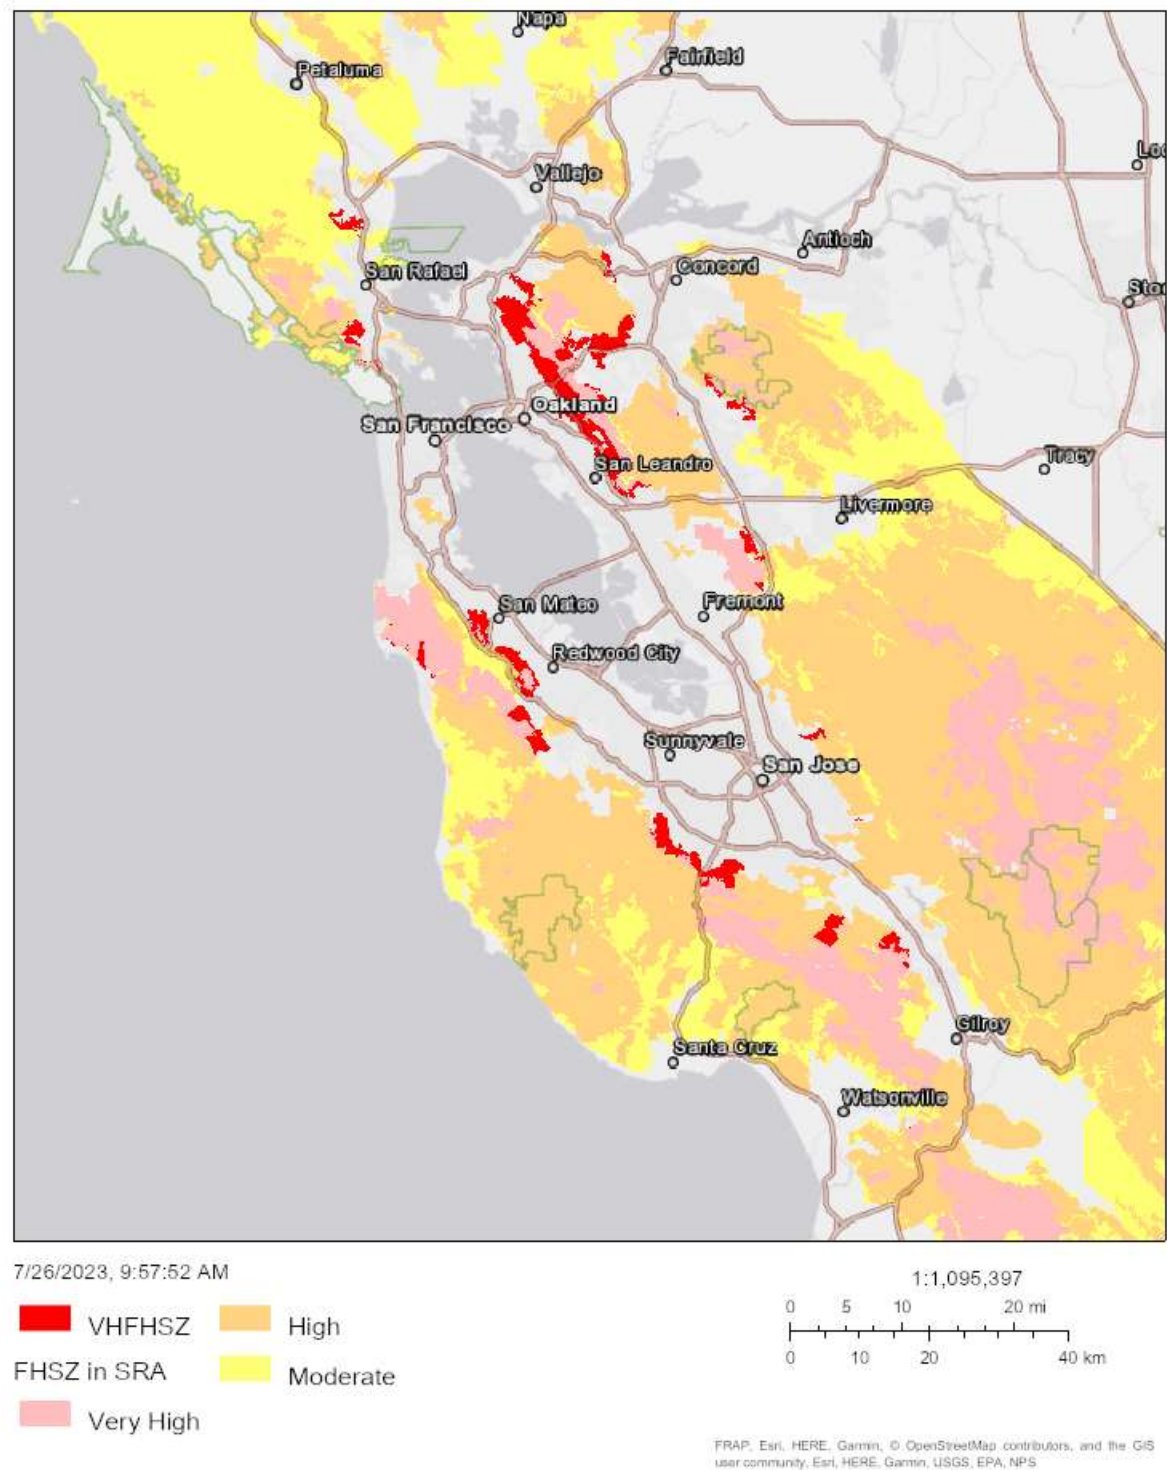 Napa
Petaluma
Fairfield
Vallejo
Antioch
San Rafael
Concord
Oakland
San Francisco
San Leandro
Tracy
Livermore
San Mateo
Fremont
Redwood City
Sunnyvale
San Jose
Gilroy
Santa Cruz
Watsonville
7/26/2023, 9:57:52 AM
1:1,095,397
0 5 10 20 mi
0 10 20 40 km
VHFHSZ
High
FHSZ in SRA
Moderate
Very High
FRAP, Esri, HERE, Garmin, © OpenStreetMap contributors, and the GIS
user community, Esri, HERE, Garmin, USGS, EPA, NPS